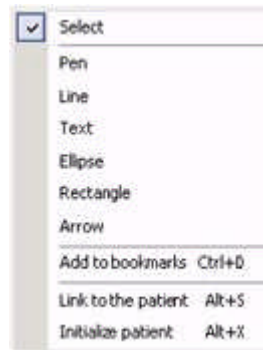 Select
Pen
Line
Text
Ellipse
Rectangle
Arrow
Add to bookmarks Ctrl+D
Link to the patient Alt+S
Initialize patient Alt+X